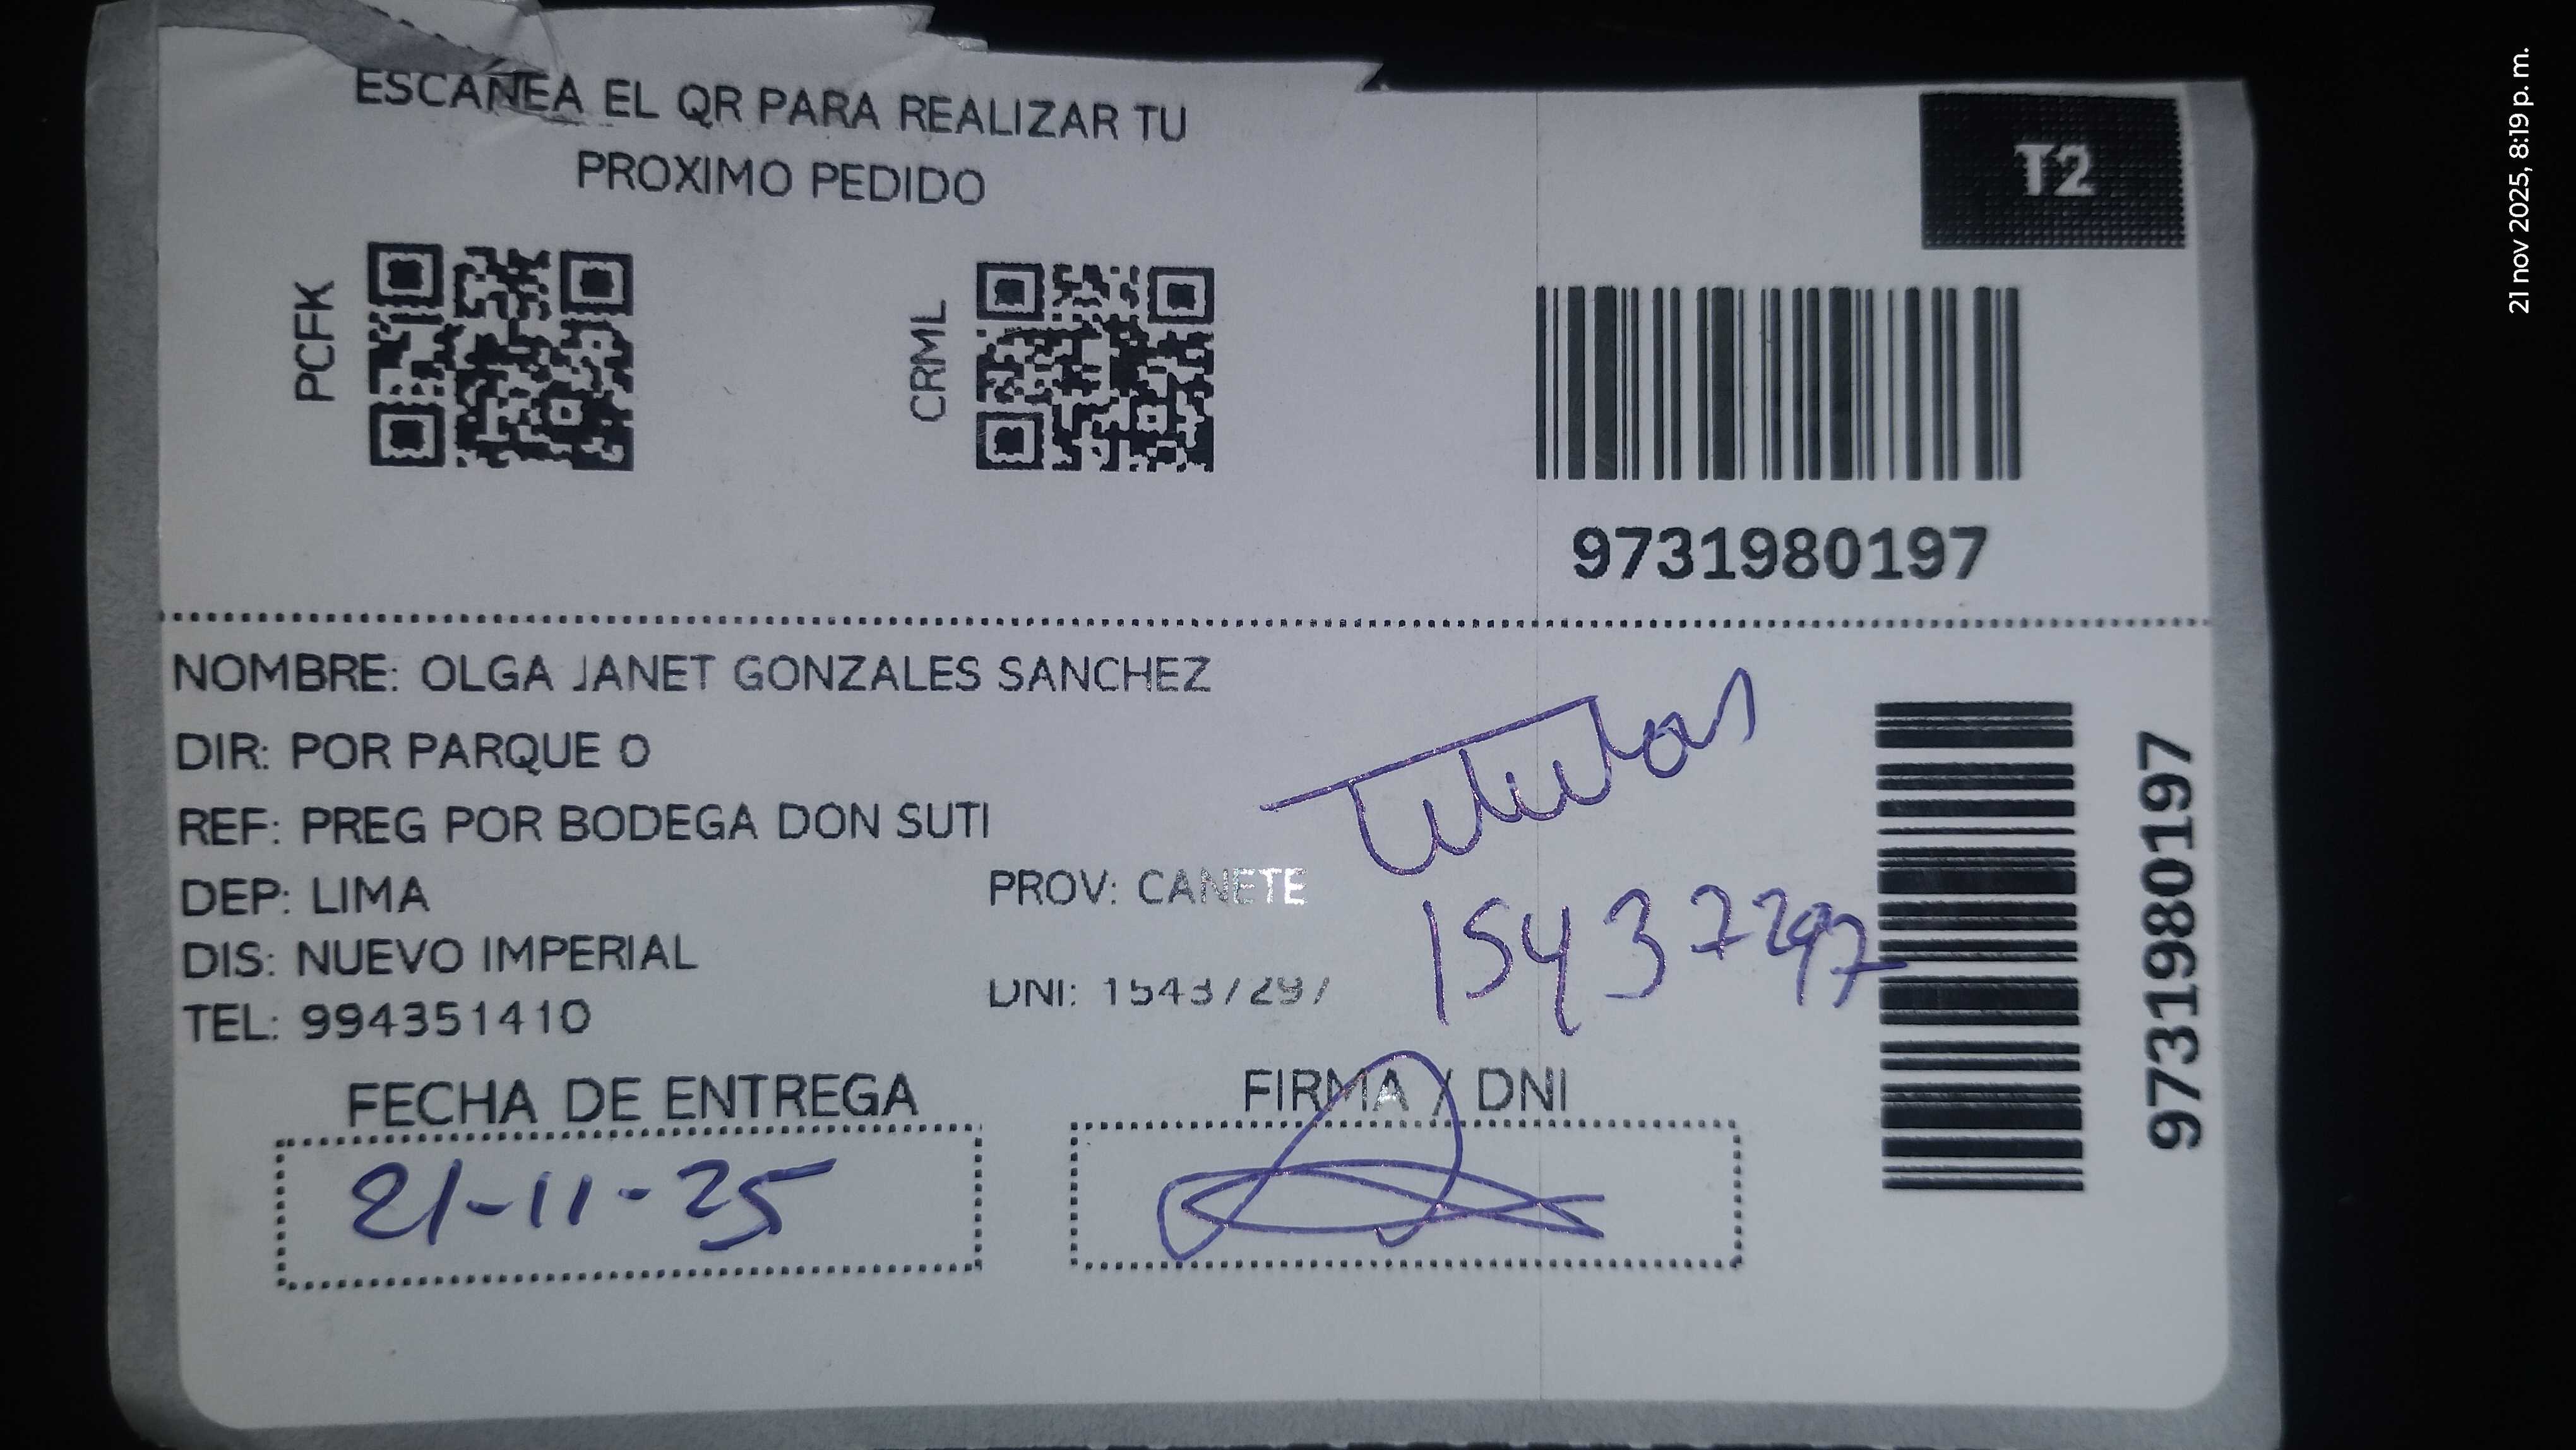 ESCANEA EL QR PARA REALIZAR TU
PROXIMO PEDIDO
T2
PCFK
CRML
9731980197
NOMBRE: OLGA JANET GONZALES SANCHEZ
DIR: POR PARQUE O
REF: PREG POR BODEGA DON SUTI
DEP: LIMA
PROV: CANETE
DIS: NUEVO IMPERIAL
DNI: 15437297
TEL: 994351410
Titular
15437297
9731980197
FECHA DE ENTREGA
FIRMA / DNI
21-11-25
21 nov 2025, 8:19 p. m.